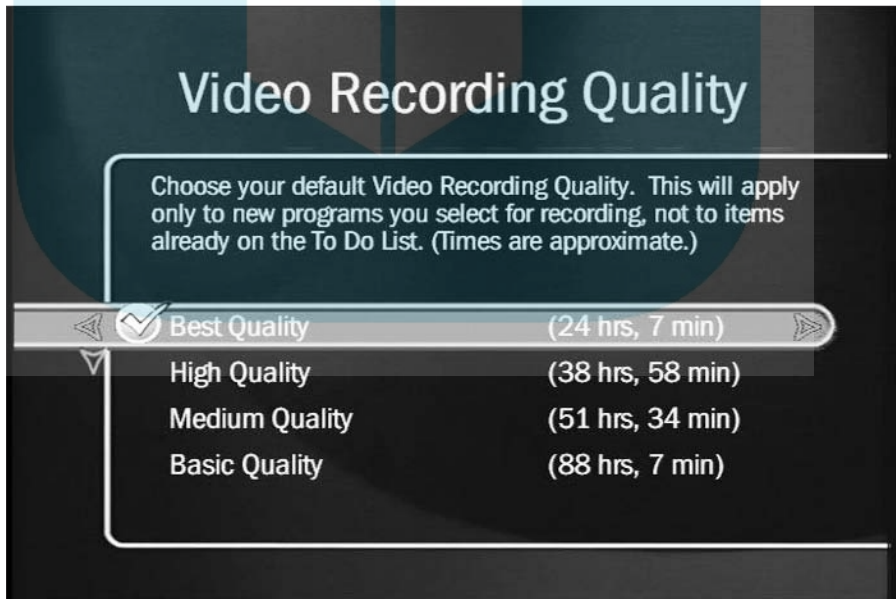 Video Recording Quality
Choose your default Video Recording Quality. This will apply
only to new programs you select for recording, not to items
already on the To Do List. (Times are approximate.)
Best Quality (24 hrs, 7 min)
High Quality (38 hrs, 58 min)
Medium Quality (51 hrs, 34 min)
Basic Quality (88 hrs, 7 min)